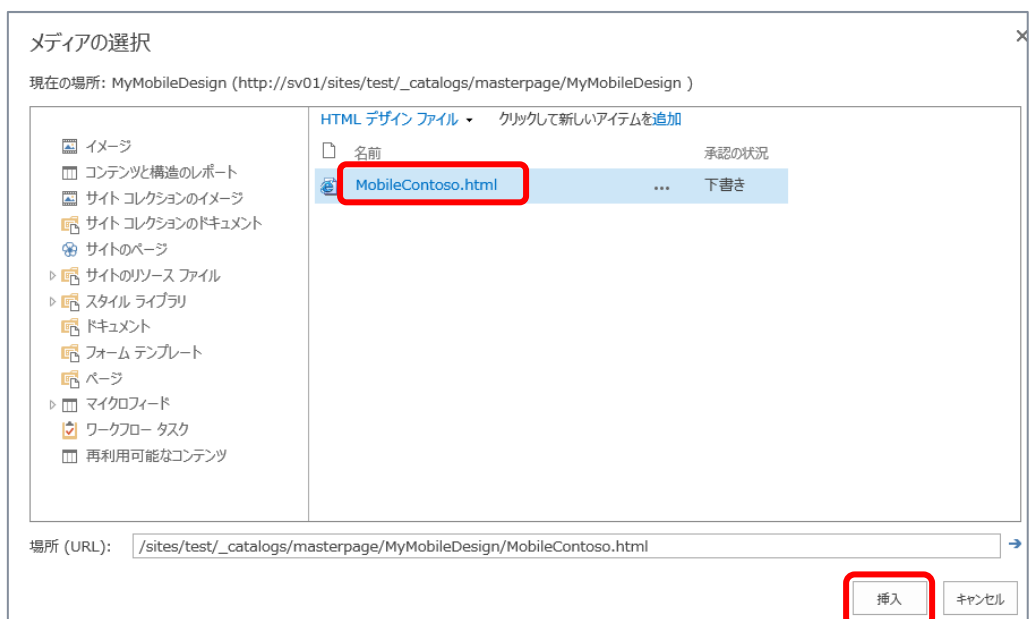 メディアの選択
現在の場所: MyMobileDesign (http://sv01/sites/test/_catalogs/masterpage/MyMobileDesign )
イメージ
コンテンツと構造のレポート
サイト コレクションのイメージ
サイト コレクションのドキュメント
サイトのページ
サイトのリソース ファイル
スタイル ライブラリ
ドキュメント
フォーム テンプレート
ページ
マイクロフィード
ワークフロー タスク
再利用可能なコンテンツ
HTML デザイン ファイル クリックして新しいアイテムを追加
名前 承認の状況
MobileContoso.html ... 下書き
場所 (URL): /sites/test/_catalogs/masterpage/MyMobileDesign/MobileContoso.html
挿入 キャンセル